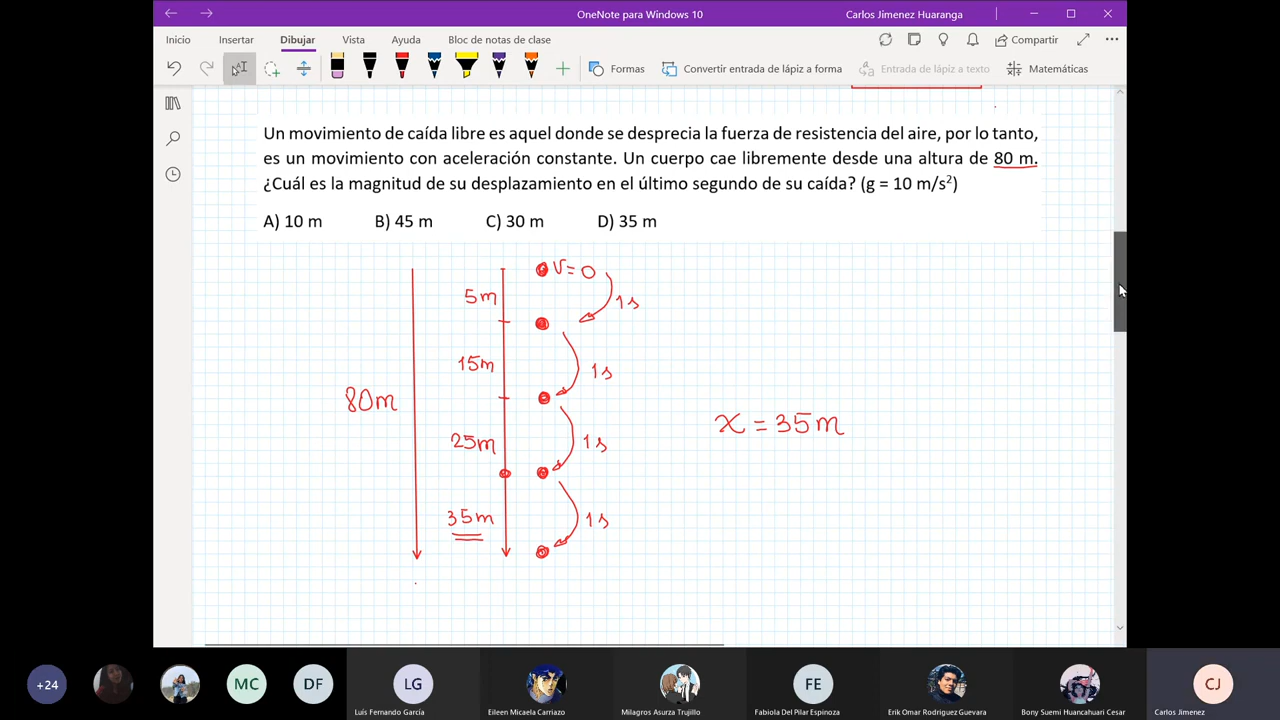 OneNote para Windows 10
Carlos Jimenez Huaranga
Inicio
Insertar
Dibujar
Vista
Ayuda
Bloc de notas de clase
Compartir
Formas
Convertir entrada de lápiz a forma
Entrada de lápiz a texto
Matemáticas
Un movimiento de caída libre es aquel donde se desprecia la fuerza de resistencia del aire, por lo tanto,
es un movimiento con aceleración constante. Un cuerpo cae libremente desde una altura de 80 m.
¿Cuál es la magnitud de su desplazamiento en el último segundo de su caída? (g = 10 m/s²)
A) 10 m B) 45 m C) 30 m D) 35 m
V = 0
5m
1s
15m
1s
80m
x = 35m
25m
1s
35m
1s
+24
MC
DF
LG
FE
CJ
Luis Fernando García
Eileen Micaela Carriazo
Milagros Asurza Trujillo
Fabiola Del Pilar Espinoza
Erik Omar Rodriguez Guevara
Bony Suemi Huancahuari Cesar
Carlos Jimenez